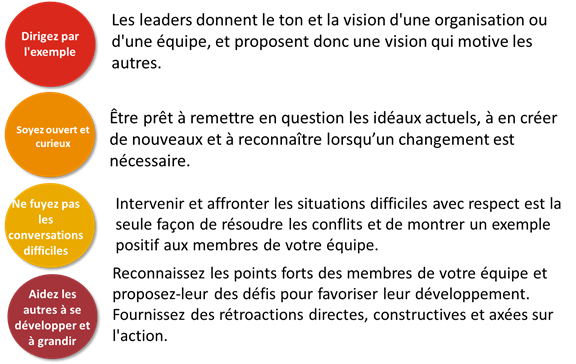 Dirigez par
l'exemple
Les leaders donnent le ton et la vision d'une organisation ou
d'une équipe, et proposent donc une vision qui motive les
autres.
Soyez ouvert et
curieux
Être prêt à remettre en question les idéaux actuels, à en créer
de nouveaux et à reconnaître lorsqu’un changement est
nécessaire.
Ne fuyez pas
les
conversations
difficiles
Intervenir et affronter les situations difficiles avec respect est la
seule façon de résoudre les conflits et de montrer un exemple
positif aux membres de votre équipe.
Aidez les
autres à se
développer et
à grandir
Reconnaissez les points forts des membres de votre équipe et
proposez-leur des défis pour favoriser leur développement.
Fournissez des rétroactions directes, constructives et axées sur
l'action.